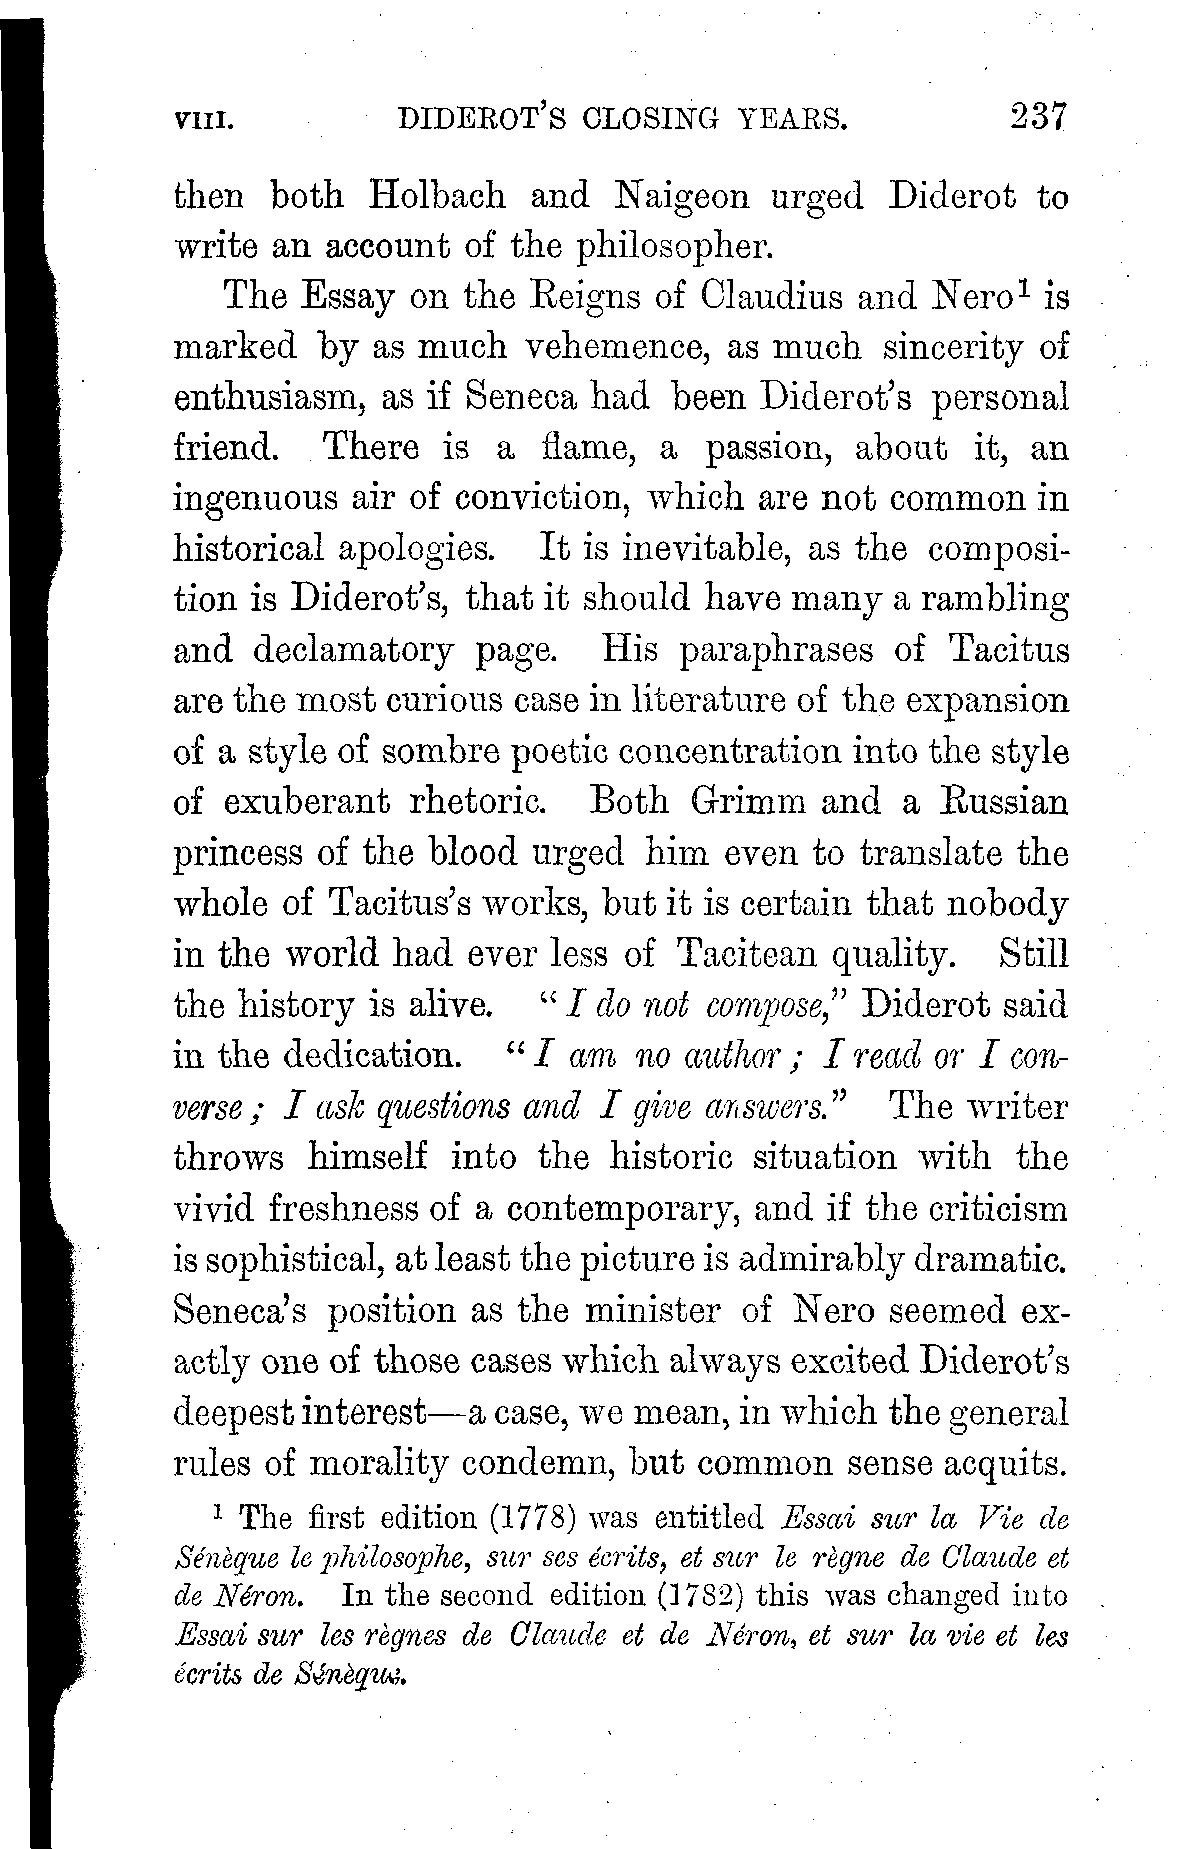 VIII. DIDEROT'S CLOSING YEARS. 237
then both Holbach and Naigeon urged Diderot to
write an account of the philosopher.
The Essay on the Reigns of Claudius and Nero¹ is
marked by as much vehemence, as much sincerity of
enthusiasm, as if Seneca had been Diderot's personal
friend. There is a flame, a passion, about it, an
ingenuous air of conviction, which are not common in
historical apologies. It is inevitable, as the composi-
tion is Diderot's, that it should have many a rambling
and declamatory page. His paraphrases of Tacitus
are the most curious case in literature of the expansion
of a style of sombre poetic concentration into the style
of exuberant rhetoric. Both Grimm and a Russian
princess of the blood urged him even to translate the
whole of Tacitus's works, but it is certain that nobody
in the world had ever less of Tacitean quality. Still
the history is alive. "I do not compose," Diderot said
in the dedication. "I am no author; I read or I con-
verse; I ask questions and I give answers." The writer
throws himself into the historic situation with the
vivid freshness of a contemporary, and if the criticism
is sophistical, at least the picture is admirably dramatic.
Seneca's position as the minister of Nero seemed ex-
actly one of those cases which always excited Diderot's
deepest interest—a case, we mean, in which the general
rules of morality condemn, but common sense acquits.
¹ The first edition (1778) was entitled Essai sur la Vie de
Sénèque le philosophe, sur ses écrits, et sur le règne de Claude et
de Néron. In the second edition (1782) this was changed into
Essai sur les règnes de Claude et de Néron, et sur la vie et les
écrits de Sénèque.